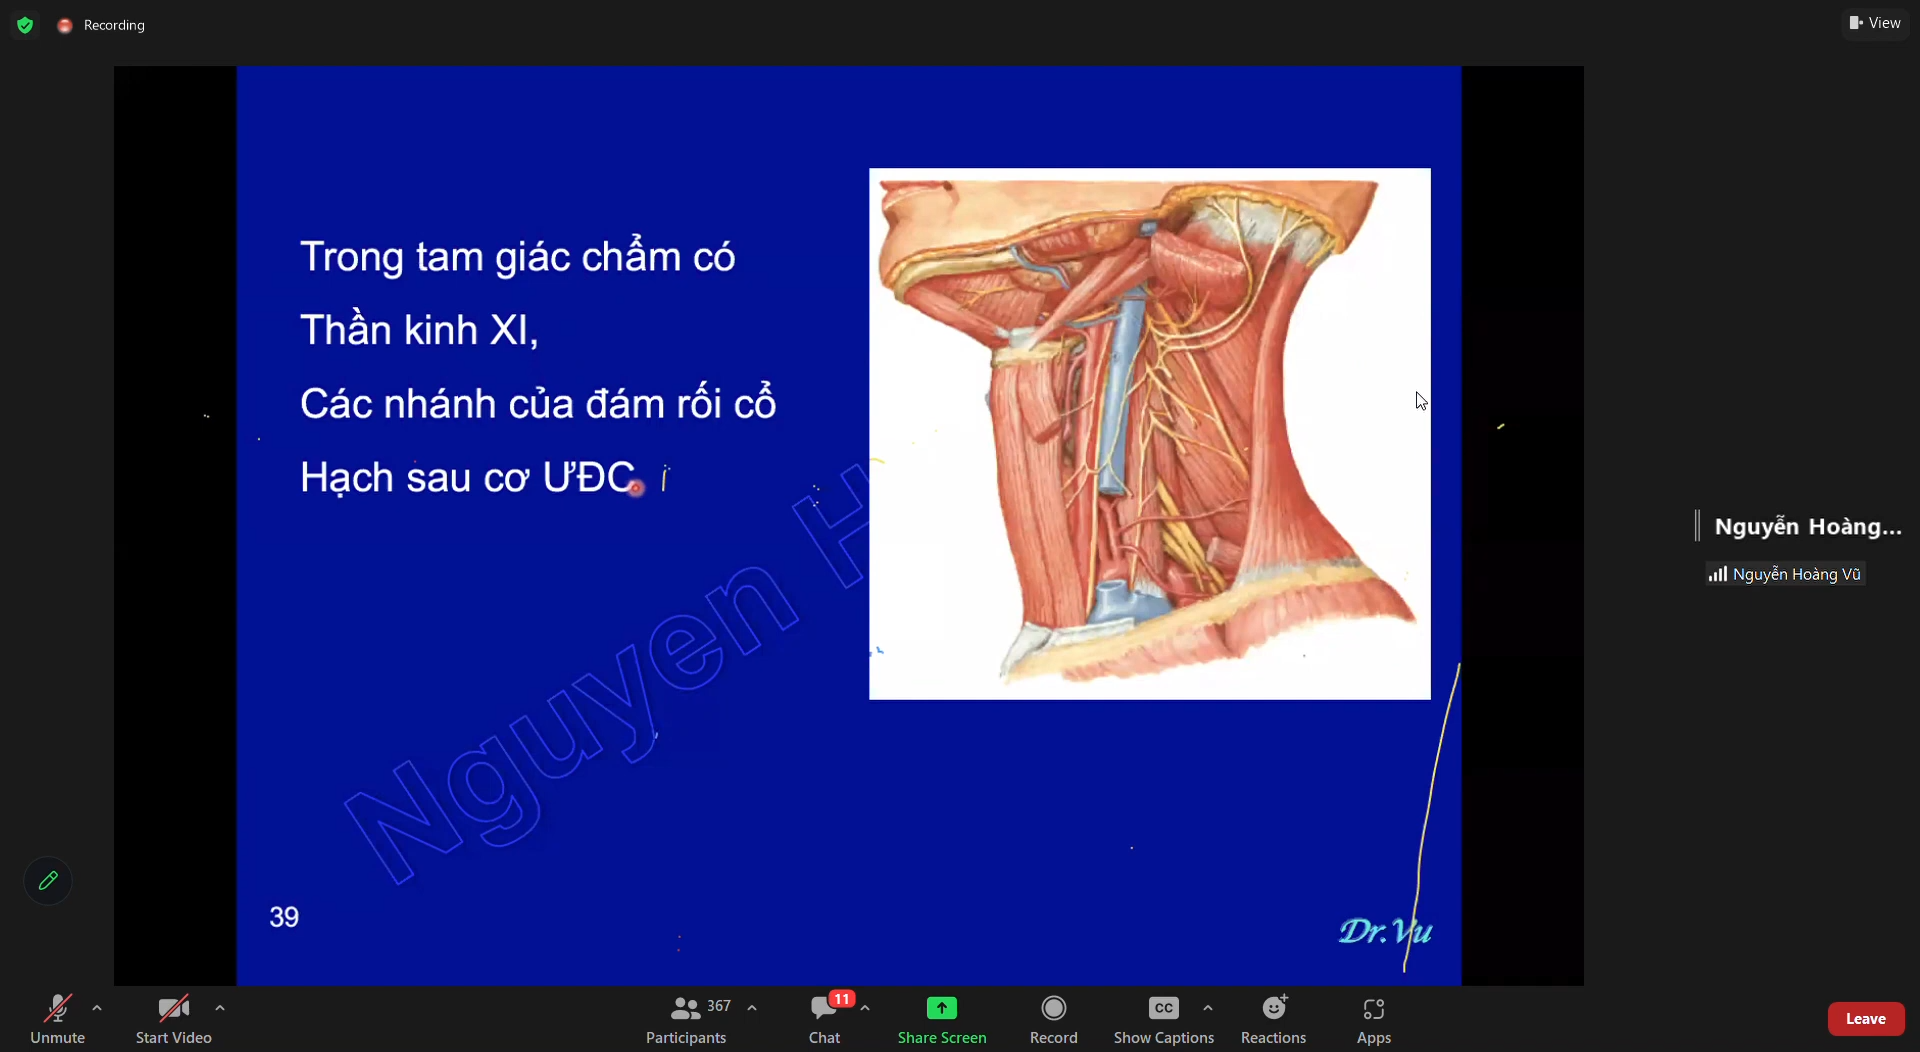 Recording
View
Trong tam giác chẩm có
Thần kinh XI,
Các nhánh của đám rối cổ
Hạch sau cơ ƯĐC
Nguyen H
39
Dr.Vu
Nguyễn Hoàng...
Nguyễn Hoàng Vũ
Unmute
Start Video
367
Participants
11
Chat
Share Screen
Record
CC
Show Captions
Reactions
Apps
Leave